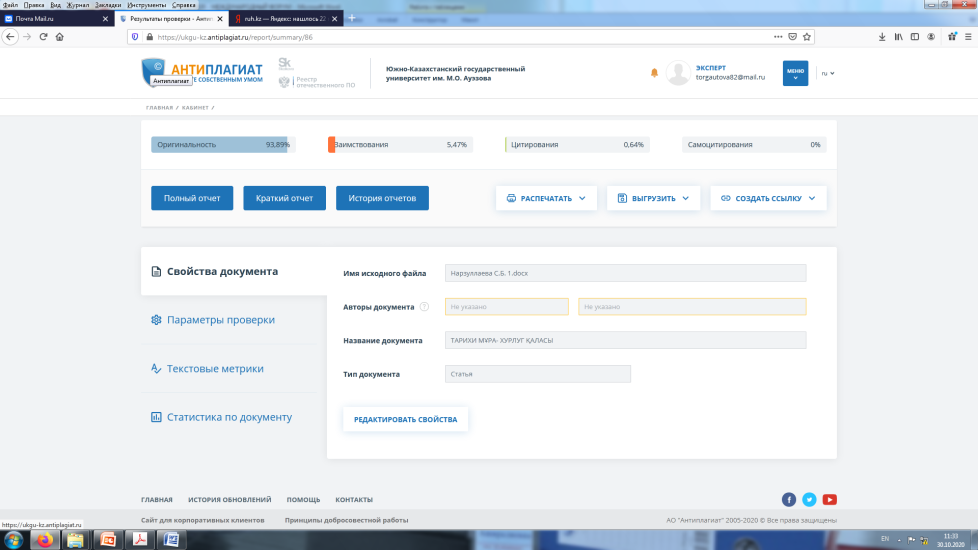 Файл Правка Вид Журнал Закладки Инструменты Справка
Почта Mail.ru
Результаты проверки - Антип
ruh.kz — Яндекс: нашлось 22
https://ukgu-kz.antiplagiat.ru/report/summary/86
АНТИПЛАГИАТ
Е СОБСТВЕННЫМ УМОМ
Антиплагиат
Sk
Реестр
отечественного ПО
Южно-Казахстанский государственный
университет им. М.О. Ауэзова
ЭКСПЕРТ
torgautova82@mail.ru
МЕНЮ
ru
ГЛАВНАЯ / КАБИНЕТ /
Оригинальность 93,89%
Заимствования 5,47%
Цитирования 0,64%
Самоцитирования 0%
Полный отчет
Краткий отчет
История отчетов
РАСПЕЧАТАТЬ
ВЫГРУЗИТЬ
СОЗДАТЬ ССЫЛКУ
Свойства документа
Параметры проверки
Текстовые метрики
Статистика по документу
Имя исходного файла Нарзуллаева С.Б. 1.docx
Авторы документа ? Не указано Не указано
Название документа ТАРИХИ МҰРА- ХУРЛУГ ҚАЛАСЫ
Тип документа Статья
РЕДАКТИРОВАТЬ СВОЙСТВА
ГЛАВНАЯ ИСТОРИЯ ОБНОВЛЕНИЙ ПОМОЩЬ КОНТАКТЫ
Сайт для корпоративных клиентов Принципы добросовестной работы
АО "Антиплагиат" 2005-2020 © Все права защищены
https://ukgu-kz.antiplagiat.ru
EN
11:33
30.10.2020